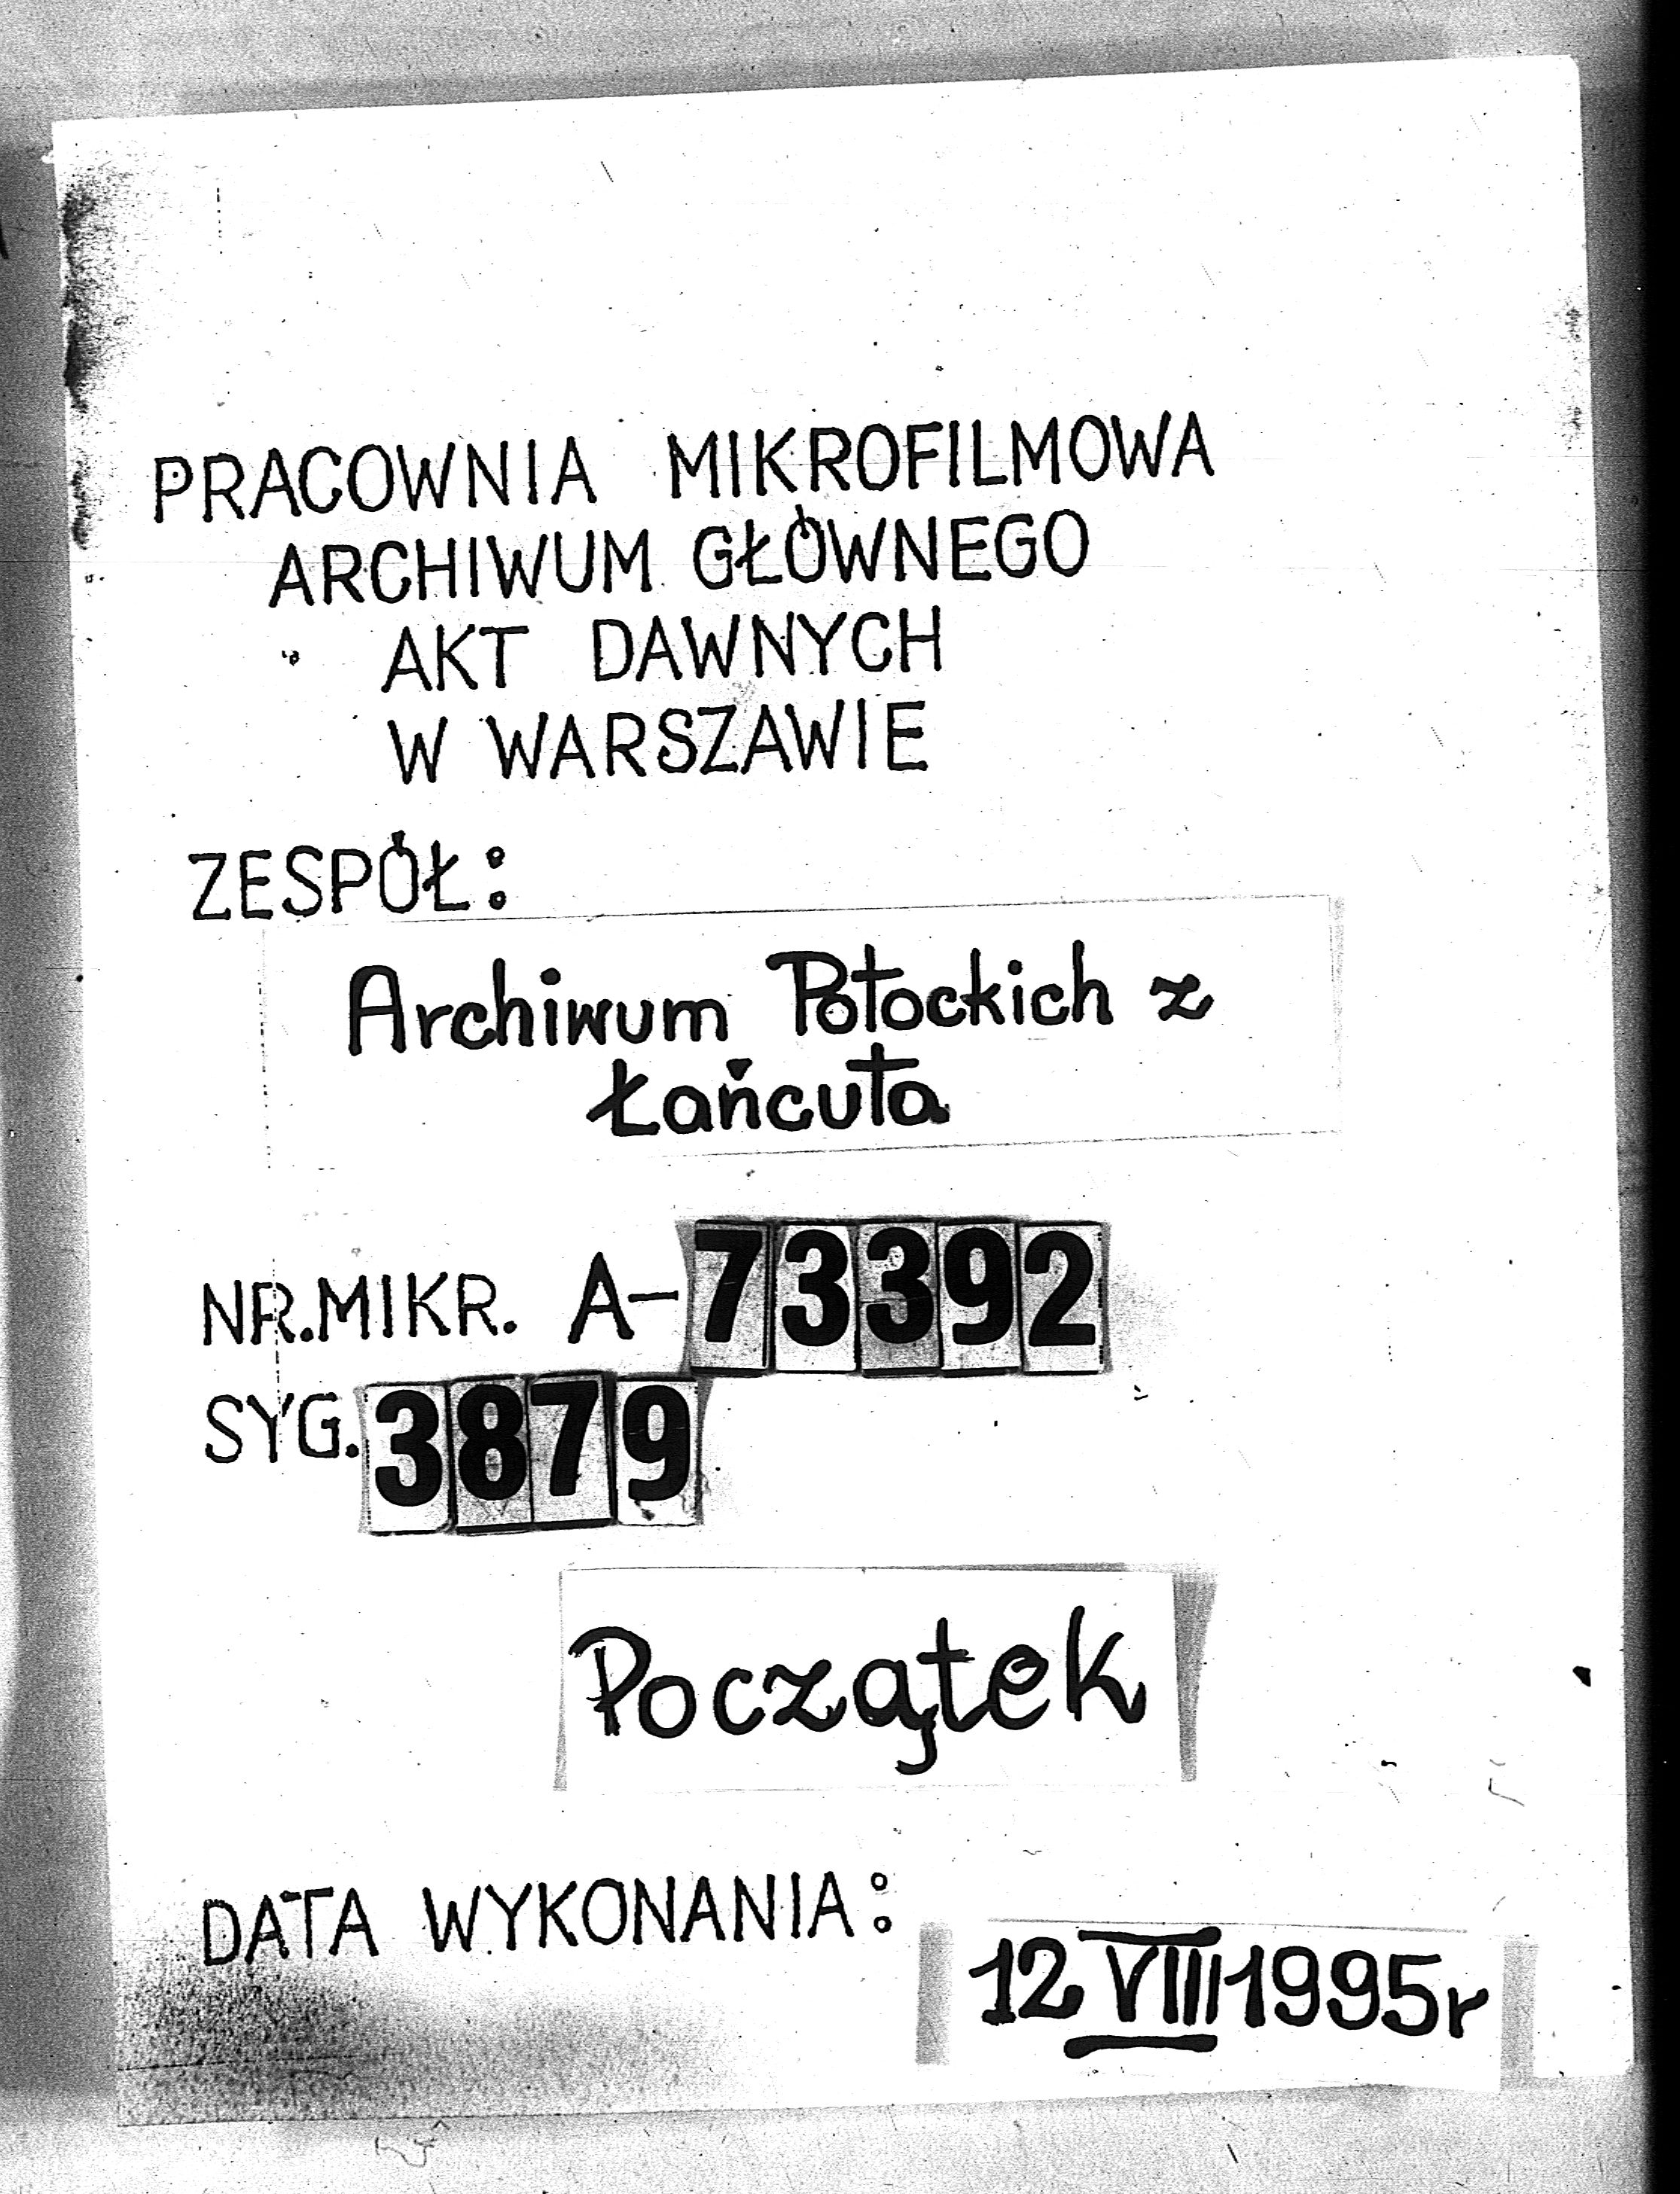 PRACOWNIA MIKROFILMOWA
ARCHIWUM GŁÓWNEGO
AKT DAWNYCH
W WARSZAWIE
ZESPÓŁ:
Archiwum Potockich z
Łańcuta
NR.MIKR. A-73392
SYG. 3879
Początek
DATA WYKONANIA:
12 VIII 1995r